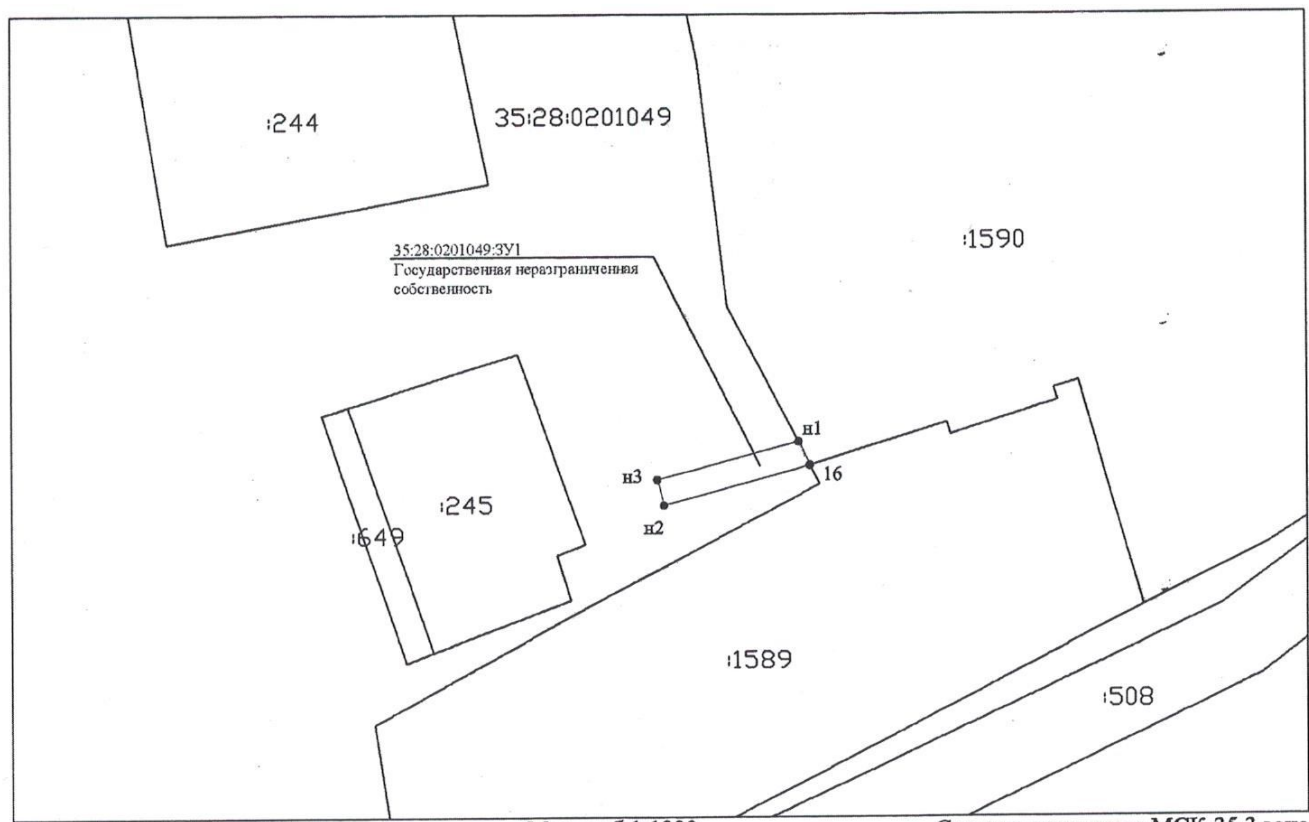 :244
35:28:0201049
:1590
35:28:0201049:ЗУ1
Государственная неразграниченная
собственность
н1
16
н3
н2
:245
:649
:1589
:508